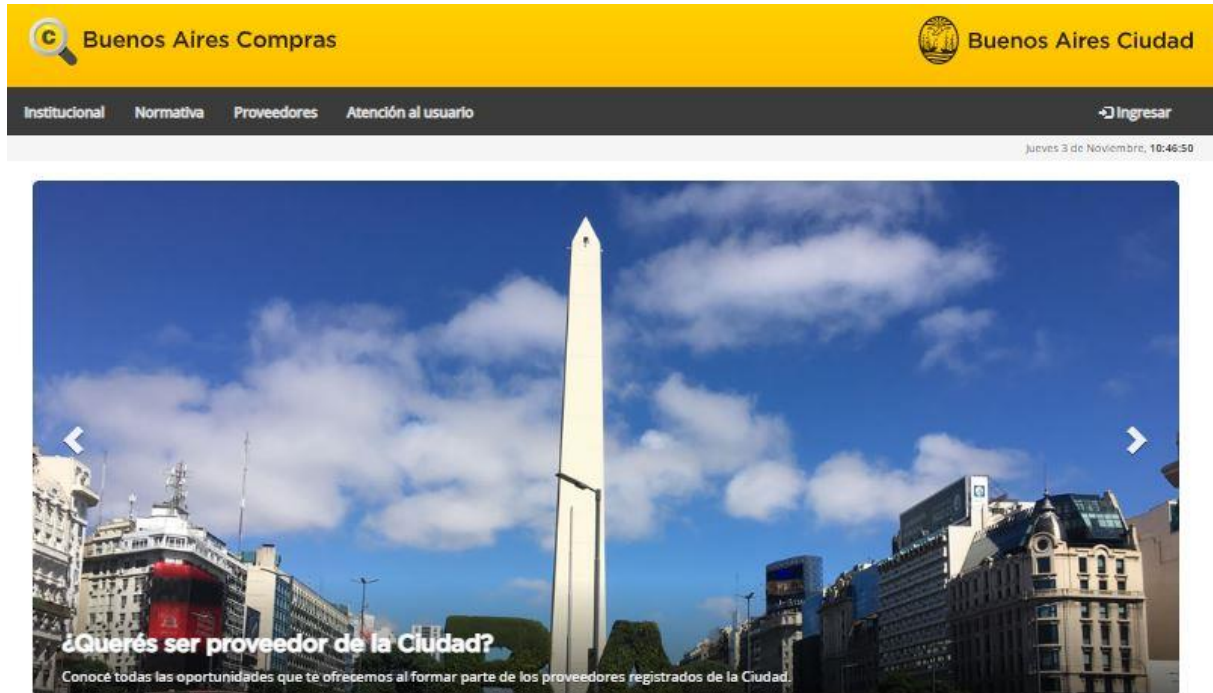 C Buenos Aires Compras
Buenos Aires Ciudad
Institucional Normativa Proveedores Atención al usuario Ingresar
Jueves 3 de Noviembre, 10:46:50
¿Querés ser proveedor de la Ciudad?
Conocé todas las oportunidades que te ofrecemos al formar parte de los proveedores registrados de la Ciudad.